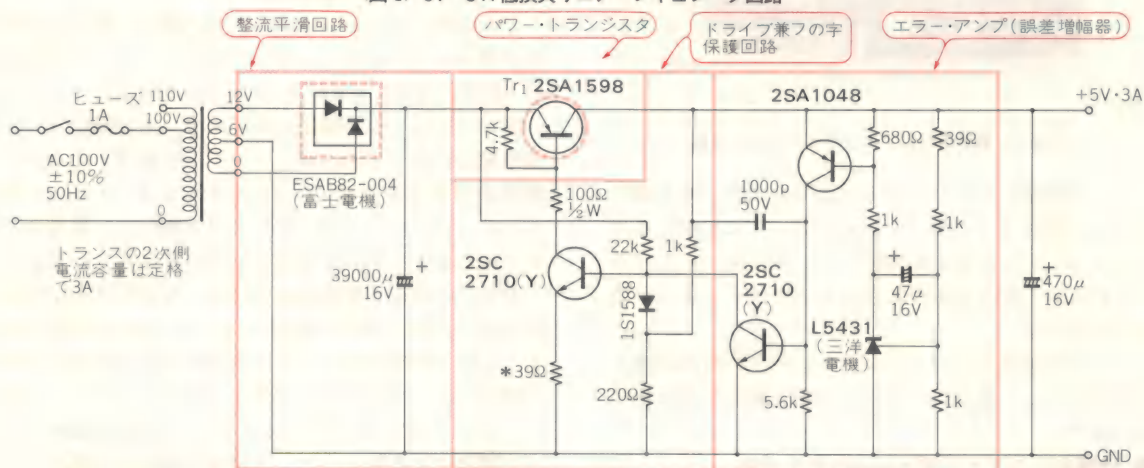 整流平滑回路
パワー・トランジスタ
ドライブ兼フの字
保護回路
エラー・アンプ(誤差増幅器)
ヒューズ
1A
110V
100V
0
AC100V
±10%
50Hz
トランスの2次側
電流容量は定格
で3A
12V
6V
0
ESAB82-004
(富士電機)
39000μ
16V
+
Tr1 2SA1598
4.7k
100Ω
½W
2SC
2710(Y)
*39Ω
22k
1S1588
220Ω
1k
1000p
50V
2SC
2710
(Y)
5.6k
2SA1048
680Ω
39Ω
1k
1k
+
47μ
16V
L5431
(三洋
電機)
1k
+
470μ
16V
+5V・3A
GND